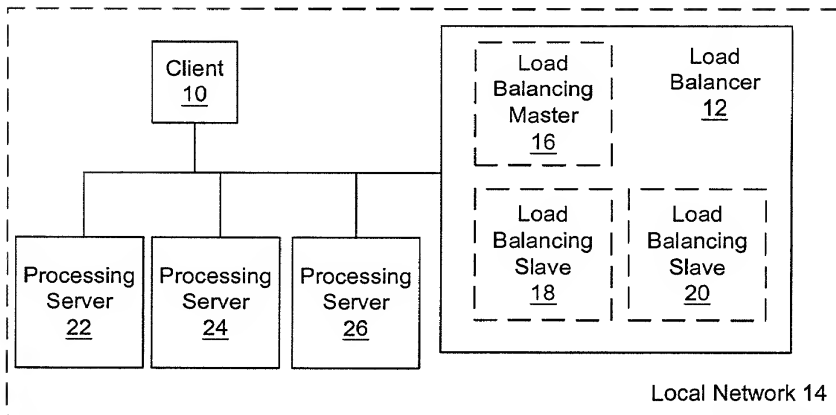 Client
10
Load
Balancing
Master
16
Load
Balancer
12
Processing
Server
22
Processing
Server
24
Processing
Server
26
Load
Balancing
Slave
18
Load
Balancing
Slave
20
Local Network 14